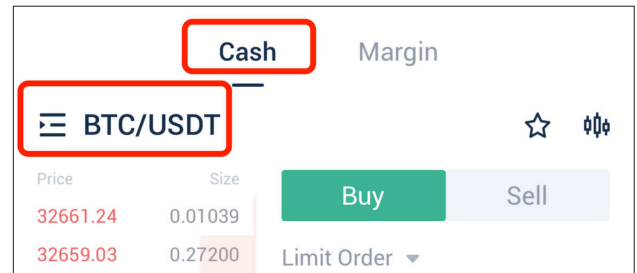 Cash Margin
BTC/USDT
Price Size
Buy Sell
32661.24 0.01039
32659.03 0.27200
Limit Order